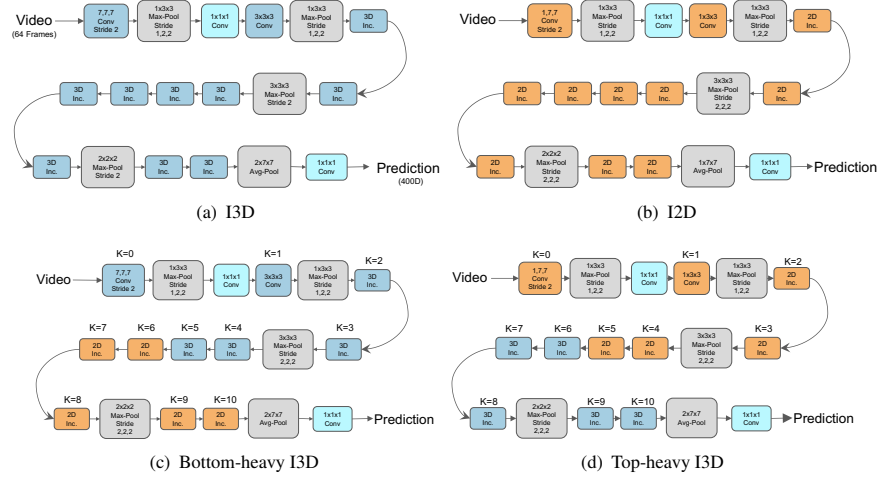 Video
(64 Frames)
7,7,7
Conv
Stride 2
1x3x3
Max-Pool
Stride
1,2,2
1x1x1
Conv
3x3x3
Conv
1x3x3
Max-Pool
Stride
1,2,2
3D
Inc.
3D
Inc.
3D
Inc.
3D
Inc.
3D
Inc.
3x3x3
Max-Pool
Stride 2
3D
Inc.
3D
Inc.
2x2x2
Max-Pool
Stride 2
3D
Inc.
3D
Inc.
2x7x7
Avg-Pool
1x1x1
Conv
Prediction
(400D)
(a) I3D
Video
1,7,7
Conv
Stride 2
1x3x3
Max-Pool
Stride
1,2,2
1x1x1
Conv
1x3x3
Conv
1x3x3
Max-Pool
Stride
1,2,2
2D
Inc.
2D
Inc.
2D
Inc.
2D
Inc.
2D
Inc.
3x3x3
Max-Pool
Stride
2,2,2
2D
Inc.
2D
Inc.
2x2x2
Max-Pool
Stride
2,2,2
2D
Inc.
2D
Inc.
1x7x7
Avg-Pool
1x1x1
Conv
Prediction
(b) I2D
K=0
K=1
K=2
Video
7,7,7
Conv
Stride 2
1x3x3
Max-Pool
Stride
1,2,2
1x1x1
Conv
3x3x3
Conv
1x3x3
Max-Pool
Stride
1,2,2
3D
Inc.
K=7
K=6
K=5
K=4
K=3
2D
Inc.
2D
Inc.
3D
Inc.
3D
Inc.
3x3x3
Max-Pool
Stride
2,2,2
3D
Inc.
K=8
K=9
K=10
2D
Inc.
2x2x2
Max-Pool
Stride
2,2,2
2D
Inc.
2D
Inc.
2x7x7
Avg-Pool
1x1x1
Conv
Prediction
(c) Bottom-heavy I3D
K=0
K=1
K=2
Video
1,7,7
Conv
Stride 2
1x3x3
Max-Pool
Stride
1,2,2
1x1x1
Conv
1x3x3
Conv
1x3x3
Max-Pool
Stride
1,2,2
2D
Inc.
K=7
K=6
K=5
K=4
K=3
3D
Inc.
3D
Inc.
2D
Inc.
2D
Inc.
3x3x3
Max-Pool
Stride
2,2,2
2D
Inc.
K=8
K=9
K=10
3D
Inc.
2x2x2
Max-Pool
Stride
2,2,2
3D
Inc.
3D
Inc.
2x7x7
Avg-Pool
1x1x1
Conv
Prediction
(d) Top-heavy I3D